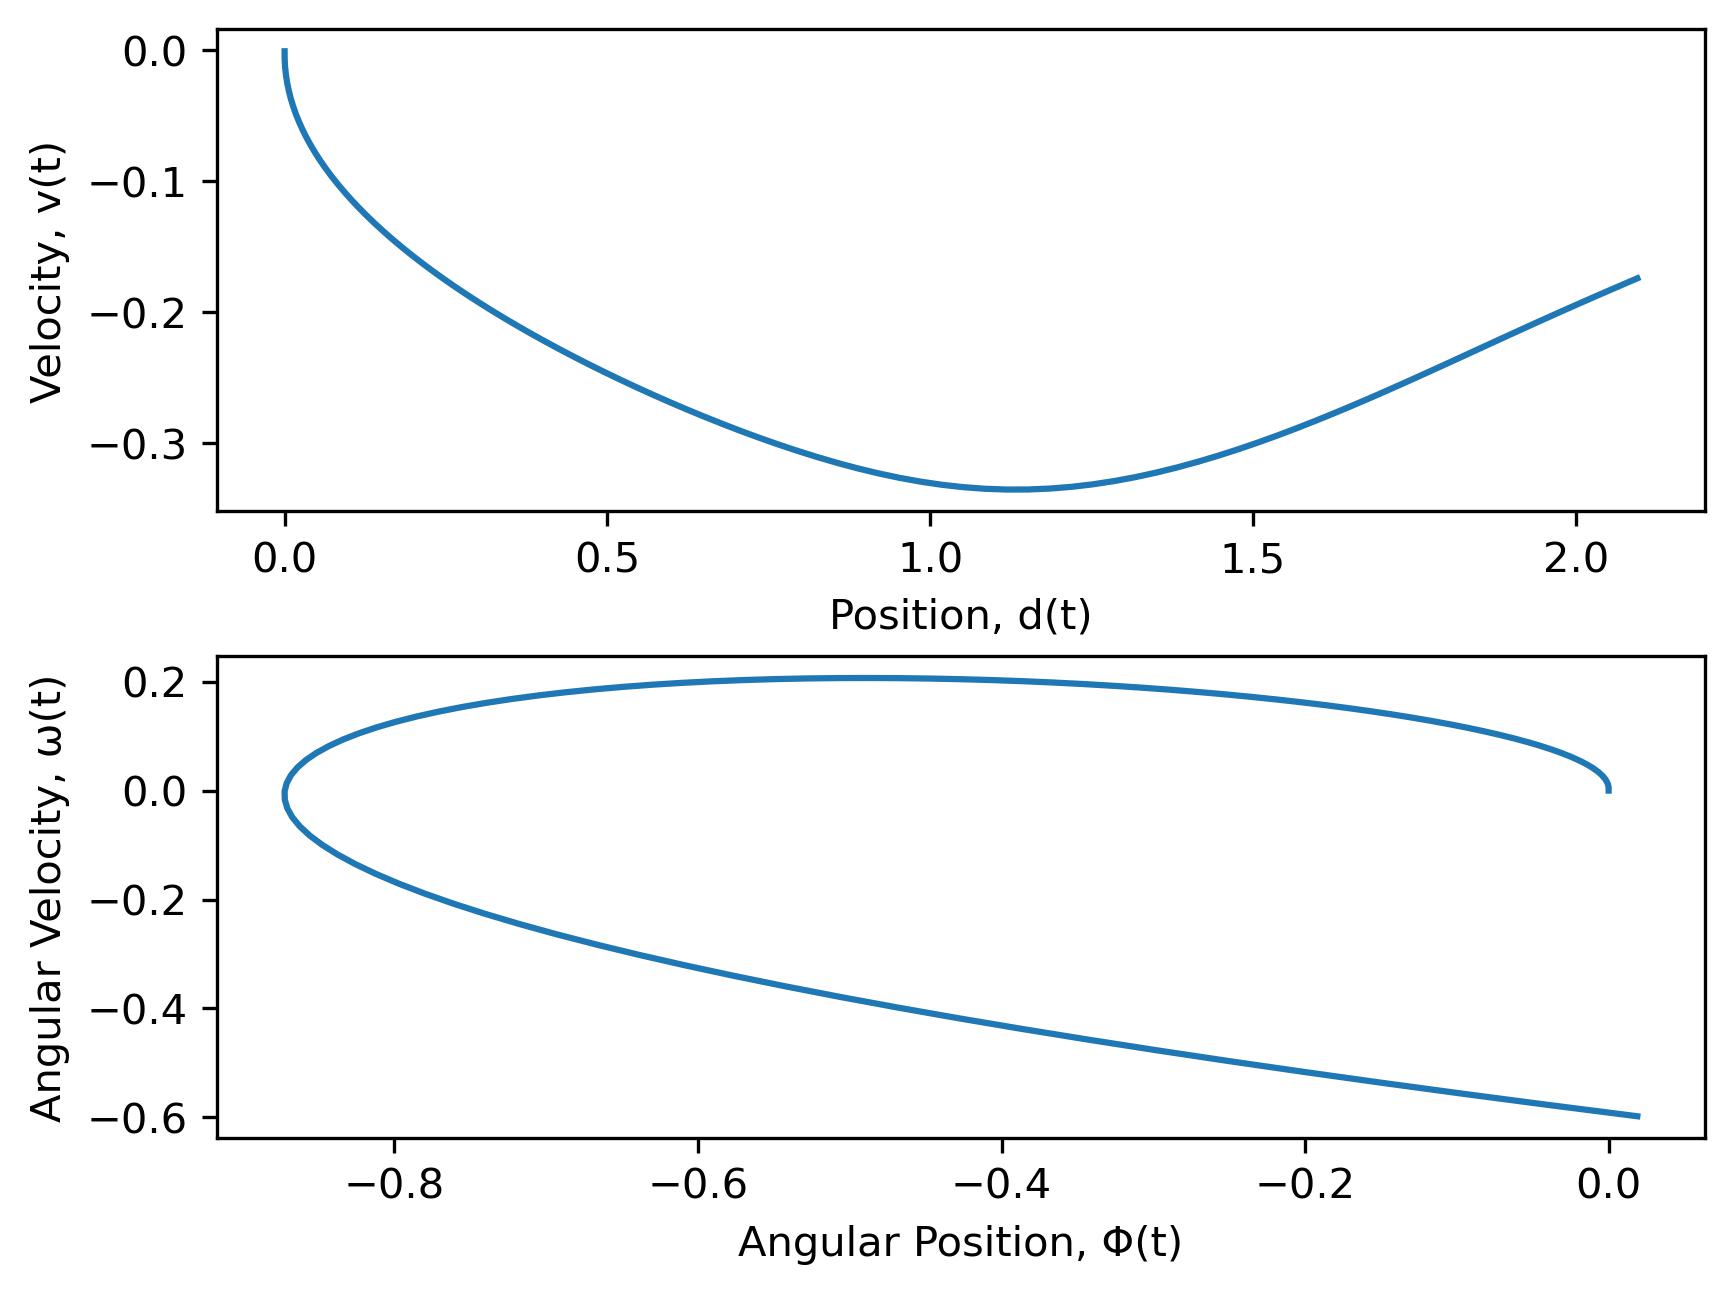 0.0
−0.1
−0.2
−0.3
Velocity, v(t)
0.0 0.5 1.0 1.5 2.0
Position, d(t)
0.2
0.0
−0.2
−0.4
−0.6
Angular Velocity, ω(t)
−0.8 −0.6 −0.4 −0.2 0.0
Angular Position, Φ(t)